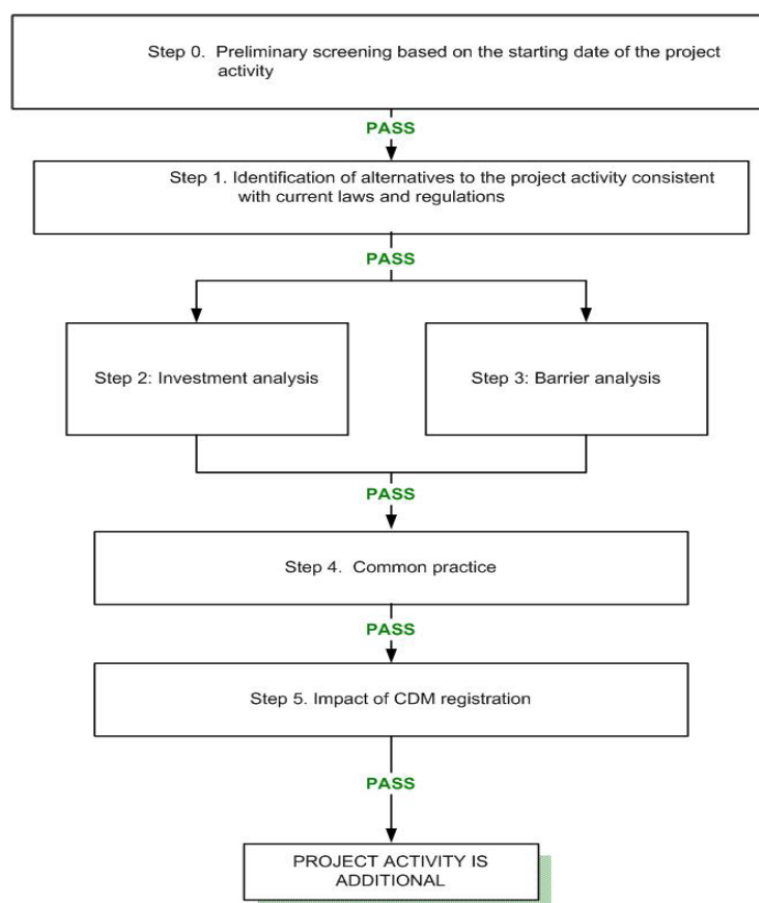 Step 0.  Preliminary screening based on the starting date of the project
activity
PASS
Step 1. Identification of alternatives to the project activity consistent
with current laws and regulations
PASS
Step 2: Investment analysis
Step 3: Barrier analysis
PASS
Step 4.  Common practice
PASS
Step 5. Impact of CDM registration
PASS
PROJECT ACTIVITY IS
ADDITIONAL